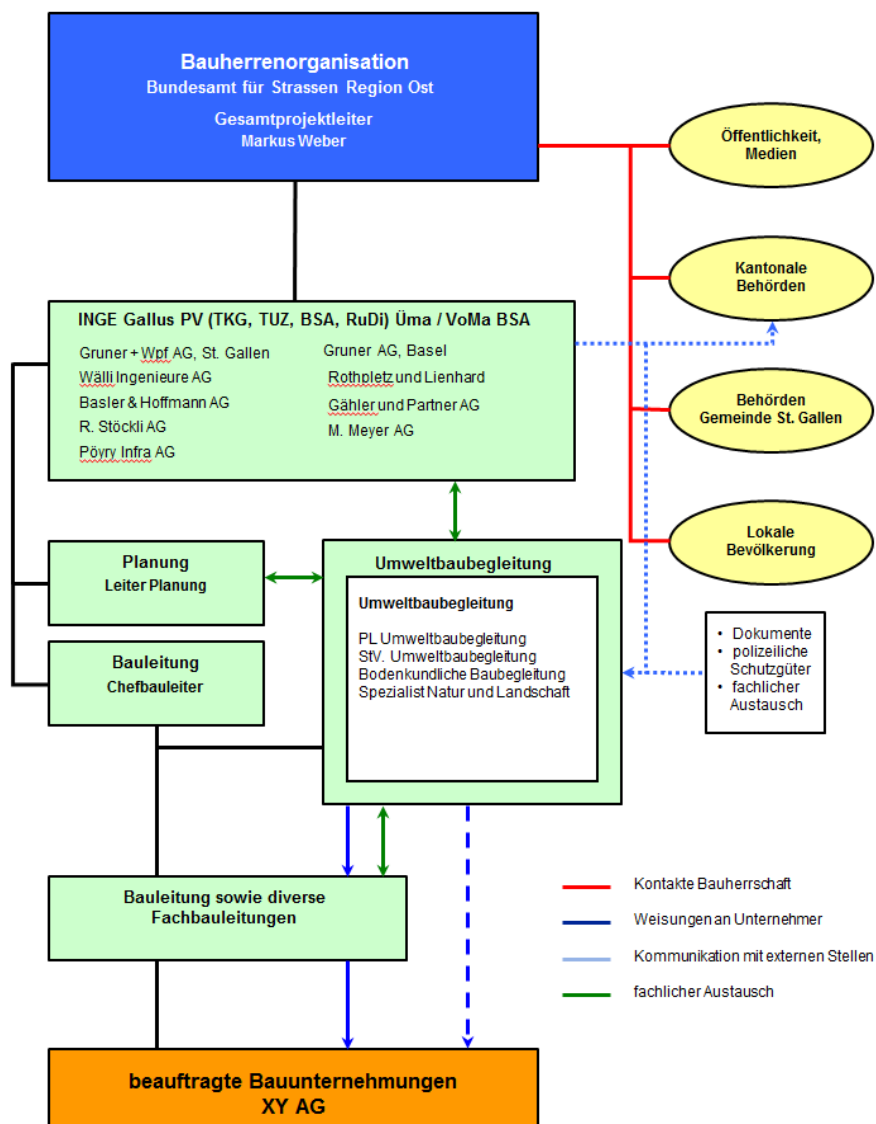 Bauherrenorganisation
Bundesamt für Strassen Region Ost
Gesamtprojektleiter
Markus Weber
Öffentlichkeit,
Medien
Kantonale
Behörden
Behörden
Gemeinde St. Gallen
Lokale
Bevölkerung
INGE Gallus PV (TKG, TUZ, BSA, RuDi) Üma / VoMa BSA
Gruner + Wpf AG, St. Gallen
Wälli Ingenieure AG
Basler & Hoffmann AG
R. Stöckli AG
Pöyry Infra AG
Gruner AG, Basel
Rothpletz und Lienhard
Gähler und Partner AG
M. Meyer AG
Planung
Leiter Planung
Bauleitung
Chefbauleiter
Umweltbaubegleitung
Umweltbaubegleitung
PL Umweltbaubegleitung
StV. Umweltbaubegleitung
Bodenkundliche Baubegleitung
Spezialist Natur und Landschaft
• Dokumente
• polizeiliche
Schutzgüter
• fachlicher
Austausch
Bauleitung sowie diverse
Fachbauleitungen
Kontakte Bauherrschaft
Weisungen an Unternehmer
Kommunikation mit externen Stellen
fachlicher Austausch
beauftragte Bauunternehmungen
XY AG